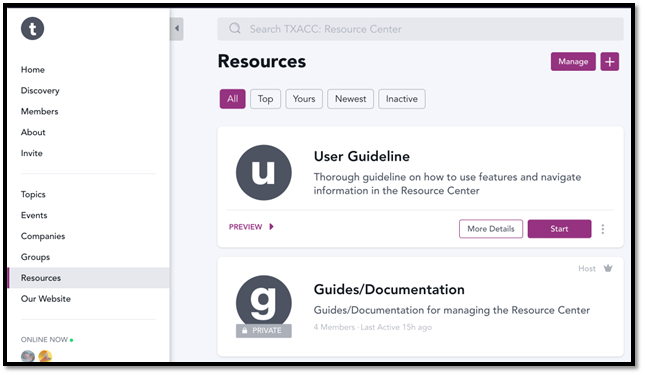 t
Search TXACC: Resource Center
Home
Discovery
Members
About
Invite
Topics
Events
Companies
Groups
Resources
Our Website
ONLINE NOW
Resources
Manage
+
All
Top
Yours
Newest
Inactive
u
User Guideline
Thorough guideline on how to use features and navigate
information in the Resource Center
PREVIEW
More Details
Start
Host
g
PRIVATE
Guides/Documentation
Guides/Documentation for managing the Resource Center
4 Members · Last Active 15h ago